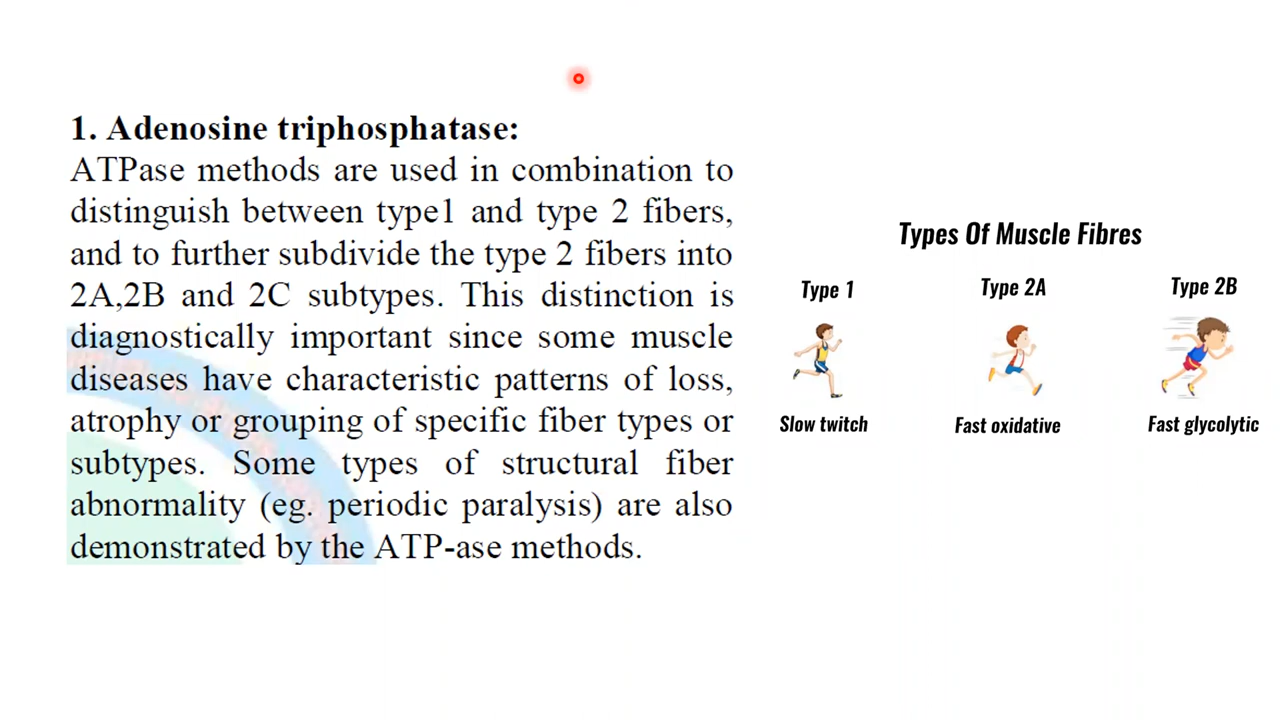 1. Adenosine triphosphatase:
ATPase methods are used in combination to
distinguish between type1 and type 2 fibers,
and to further subdivide the type 2 fibers into
2A,2B and 2C subtypes. This distinction is
diagnostically important since some muscle
diseases have characteristic patterns of loss,
atrophy or grouping of specific fiber types or
subtypes. Some types of structural fiber
abnormality (eg. periodic paralysis) are also
demonstrated by the ATP-ase methods.
Types Of Muscle Fibres
Type 1
Type 2A
Type 2B
Slow twitch
Fast oxidative
Fast glycolytic